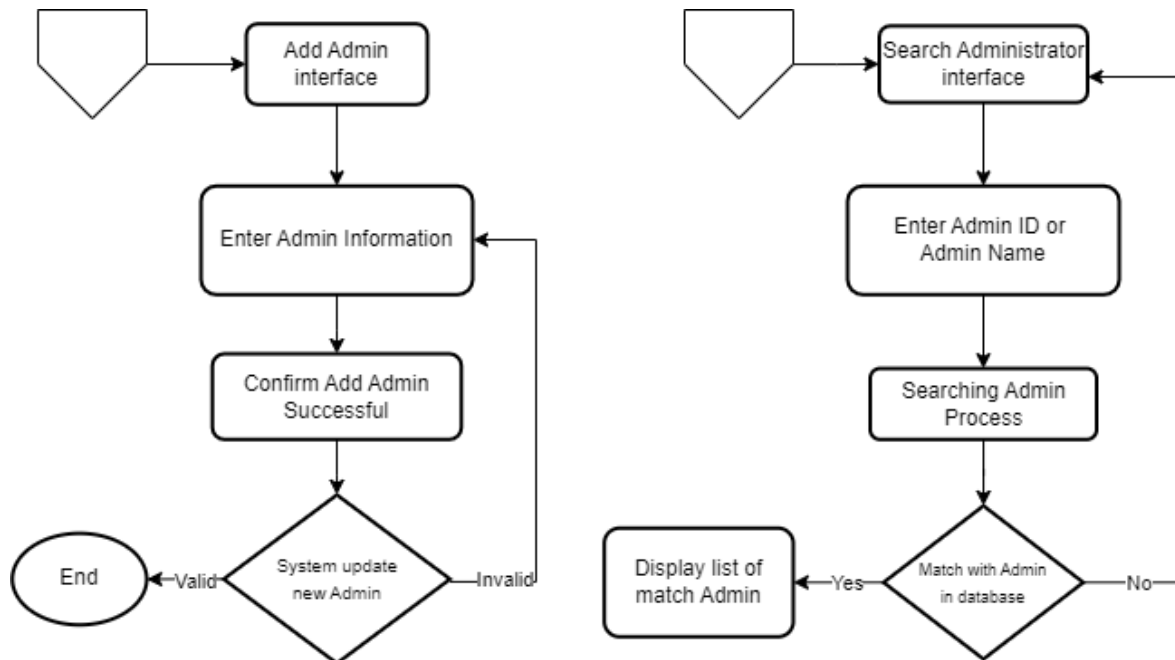 Add Admin
interface
Enter Admin Information
Confirm Add Admin
Successful
System update
new Admin
Valid
Invalid
End
Search Administrator
interface
Enter Admin ID or
Admin Name
Searching Admin
Process
Match with Admin
in database
Yes
No
Display list of
match Admin